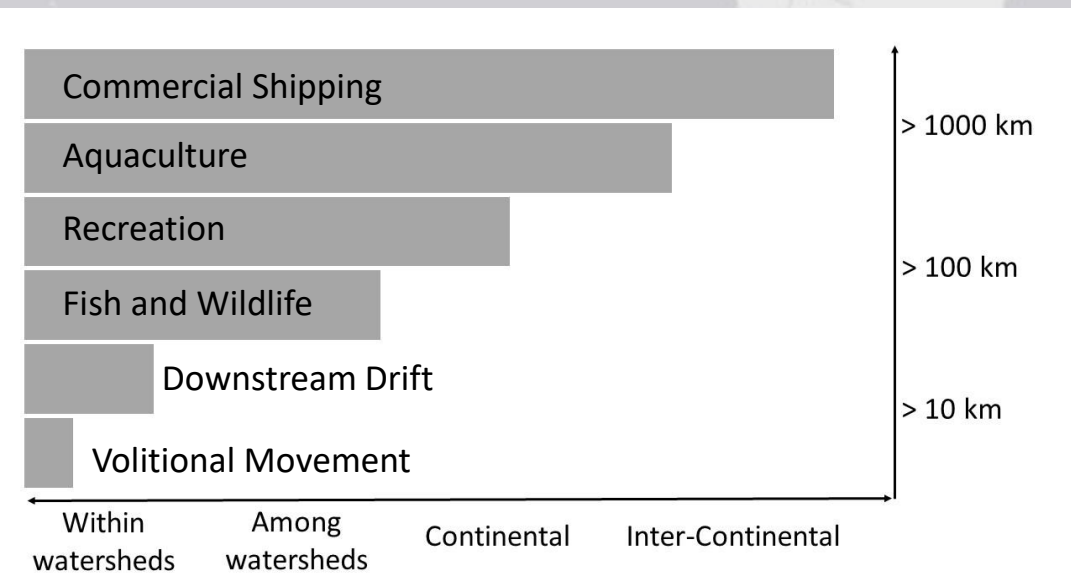 Commercial Shipping
Aquaculture
Recreation
Fish and Wildlife
Downstream Drift
Volitional Movement
> 1000 km
> 100 km
> 10 km
Within
watersheds
Among
watersheds
Continental
Inter-Continental